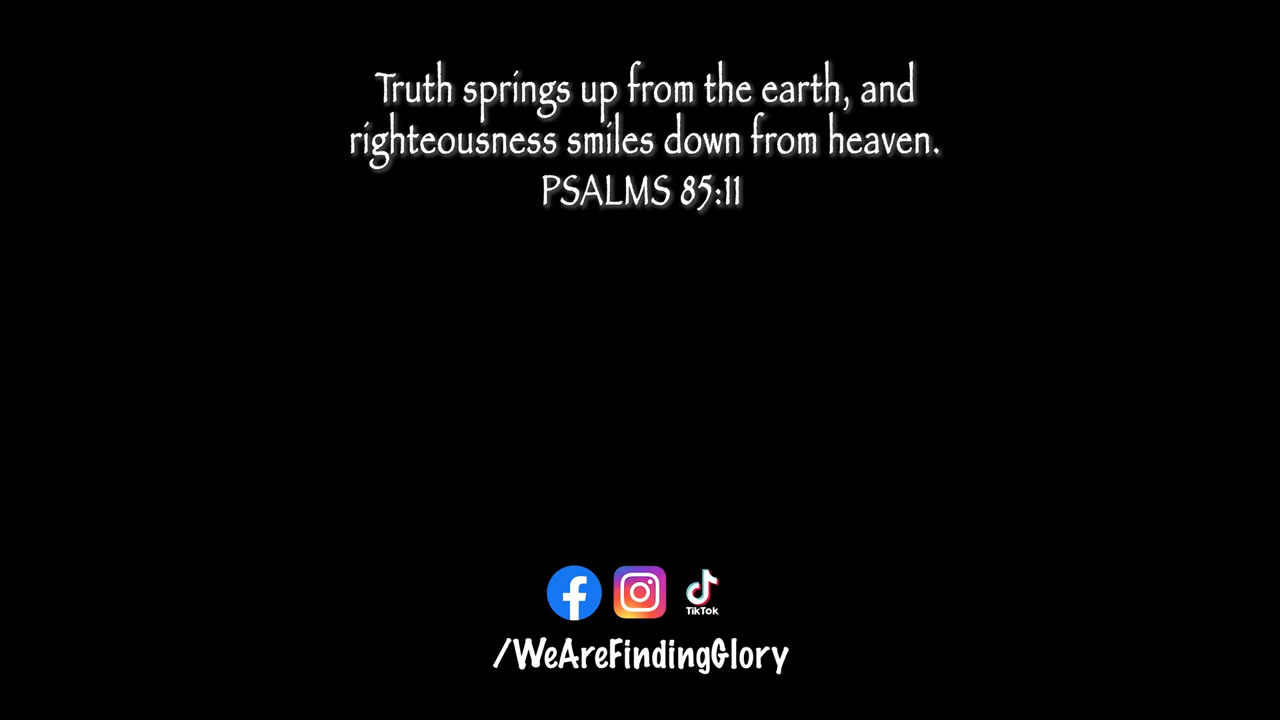 Truth springs up from the earth, and
righteousness smiles down from heaven.
PSALMS 85:11
TikTok
/WeAreFindingGlory